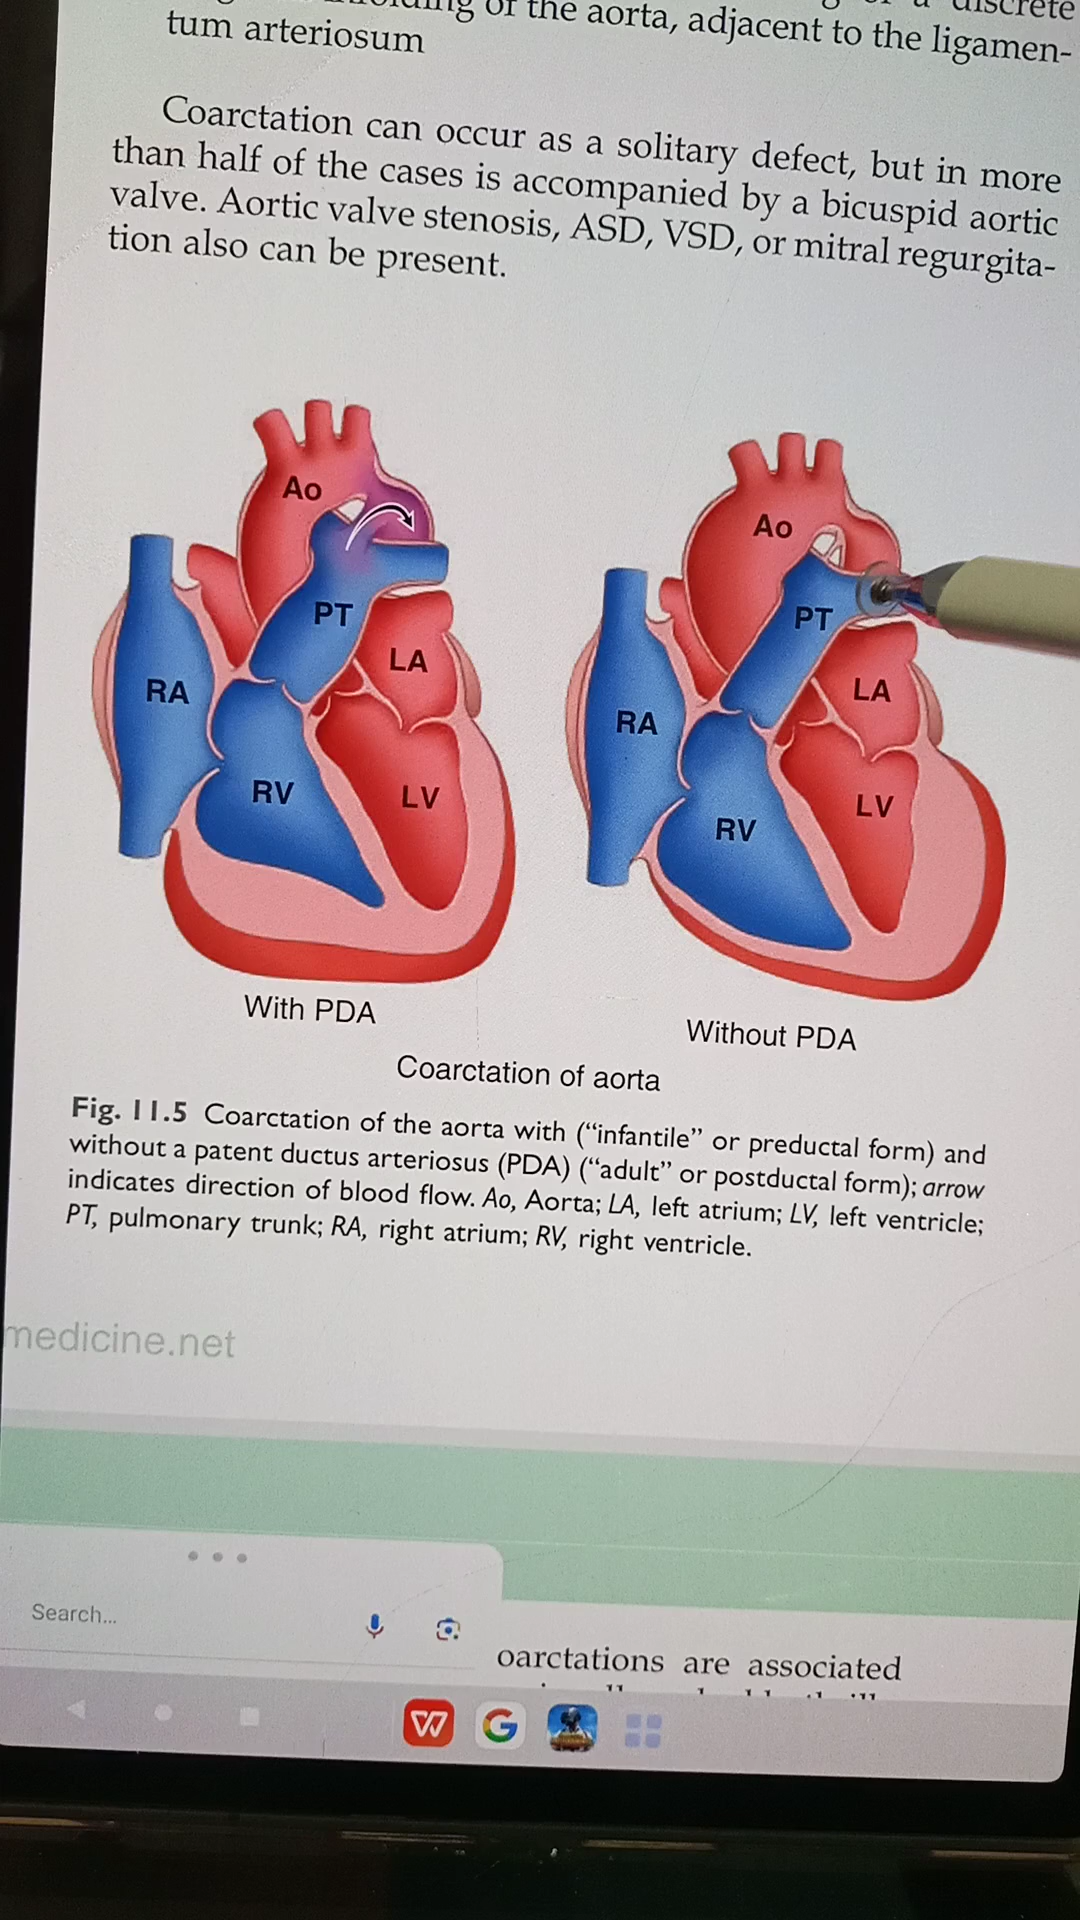 of the aorta, adjacent to the ligamen-
tum arteriosum
Coarctation can occur as a solitary defect, but in more
than half of the cases is accompanied by a bicuspid aortic
valve. Aortic valve stenosis, ASD, VSD, or mitral regurgita-
tion also can be present.
Ao
PT
LA
RA
RV
LV
With PDA
Ao
PT
LA
RA
RV
LV
Without PDA
Coarctation of aorta
Fig. 11.5 Coarctation of the aorta with (“infantile” or preductal form) and
without a patent ductus arteriosus (PDA) (“adult” or postductal form); arrow
indicates direction of blood flow. Ao, Aorta; LA, left atrium; LV, left ventricle;
PT, pulmonary trunk; RA, right atrium; RV, right ventricle.
medicine.net
Search...
oarctations are associated